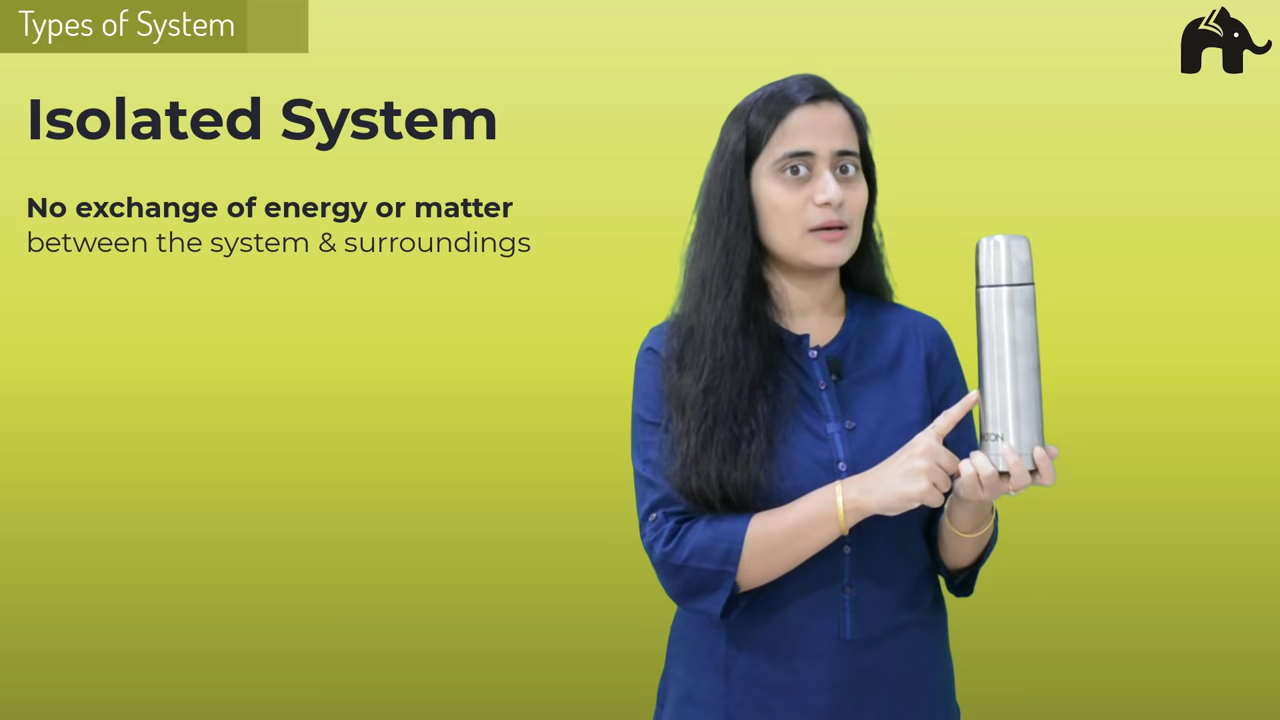 Types of System
Isolated System
No exchange of energy or matter
between the system & surroundings